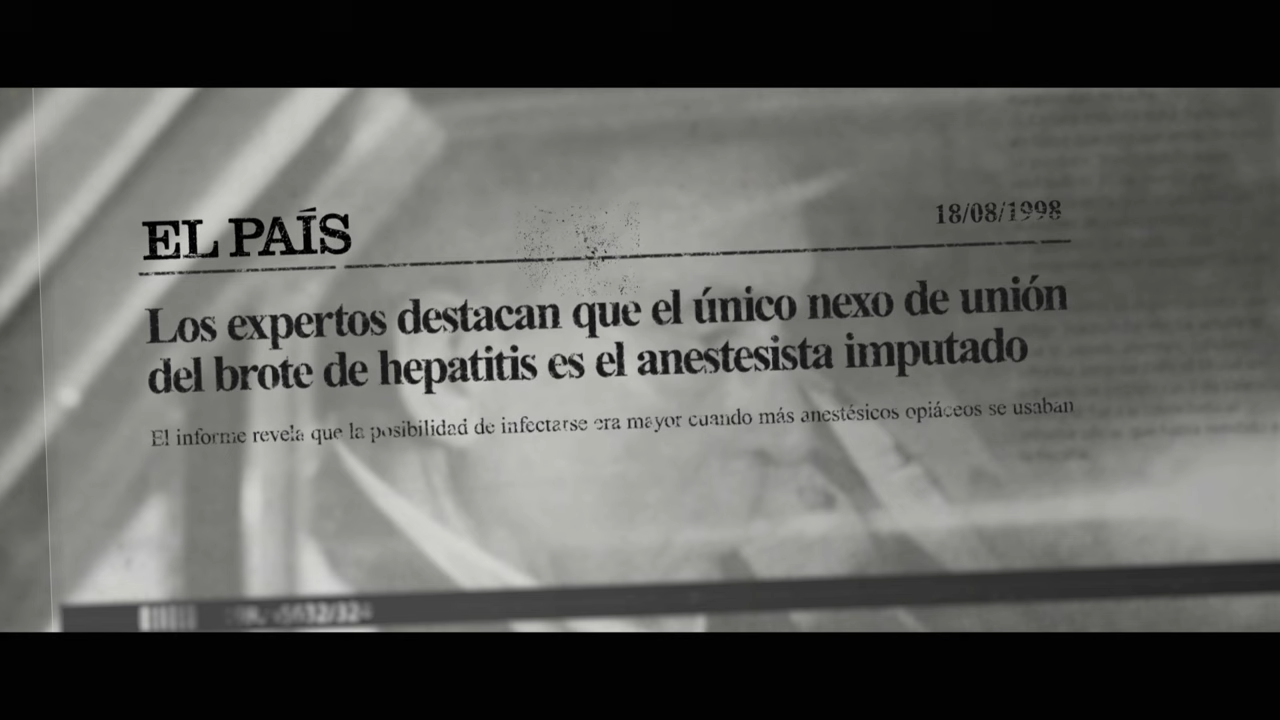 EL PAÍS
18/08/1998
Los expertos destacan que el único nexo de unión
del brote de hepatitis es el anestesista imputado
El informe revela que la posibilidad de infectarse era mayor cuando más anestésicos opiáceos se usaban